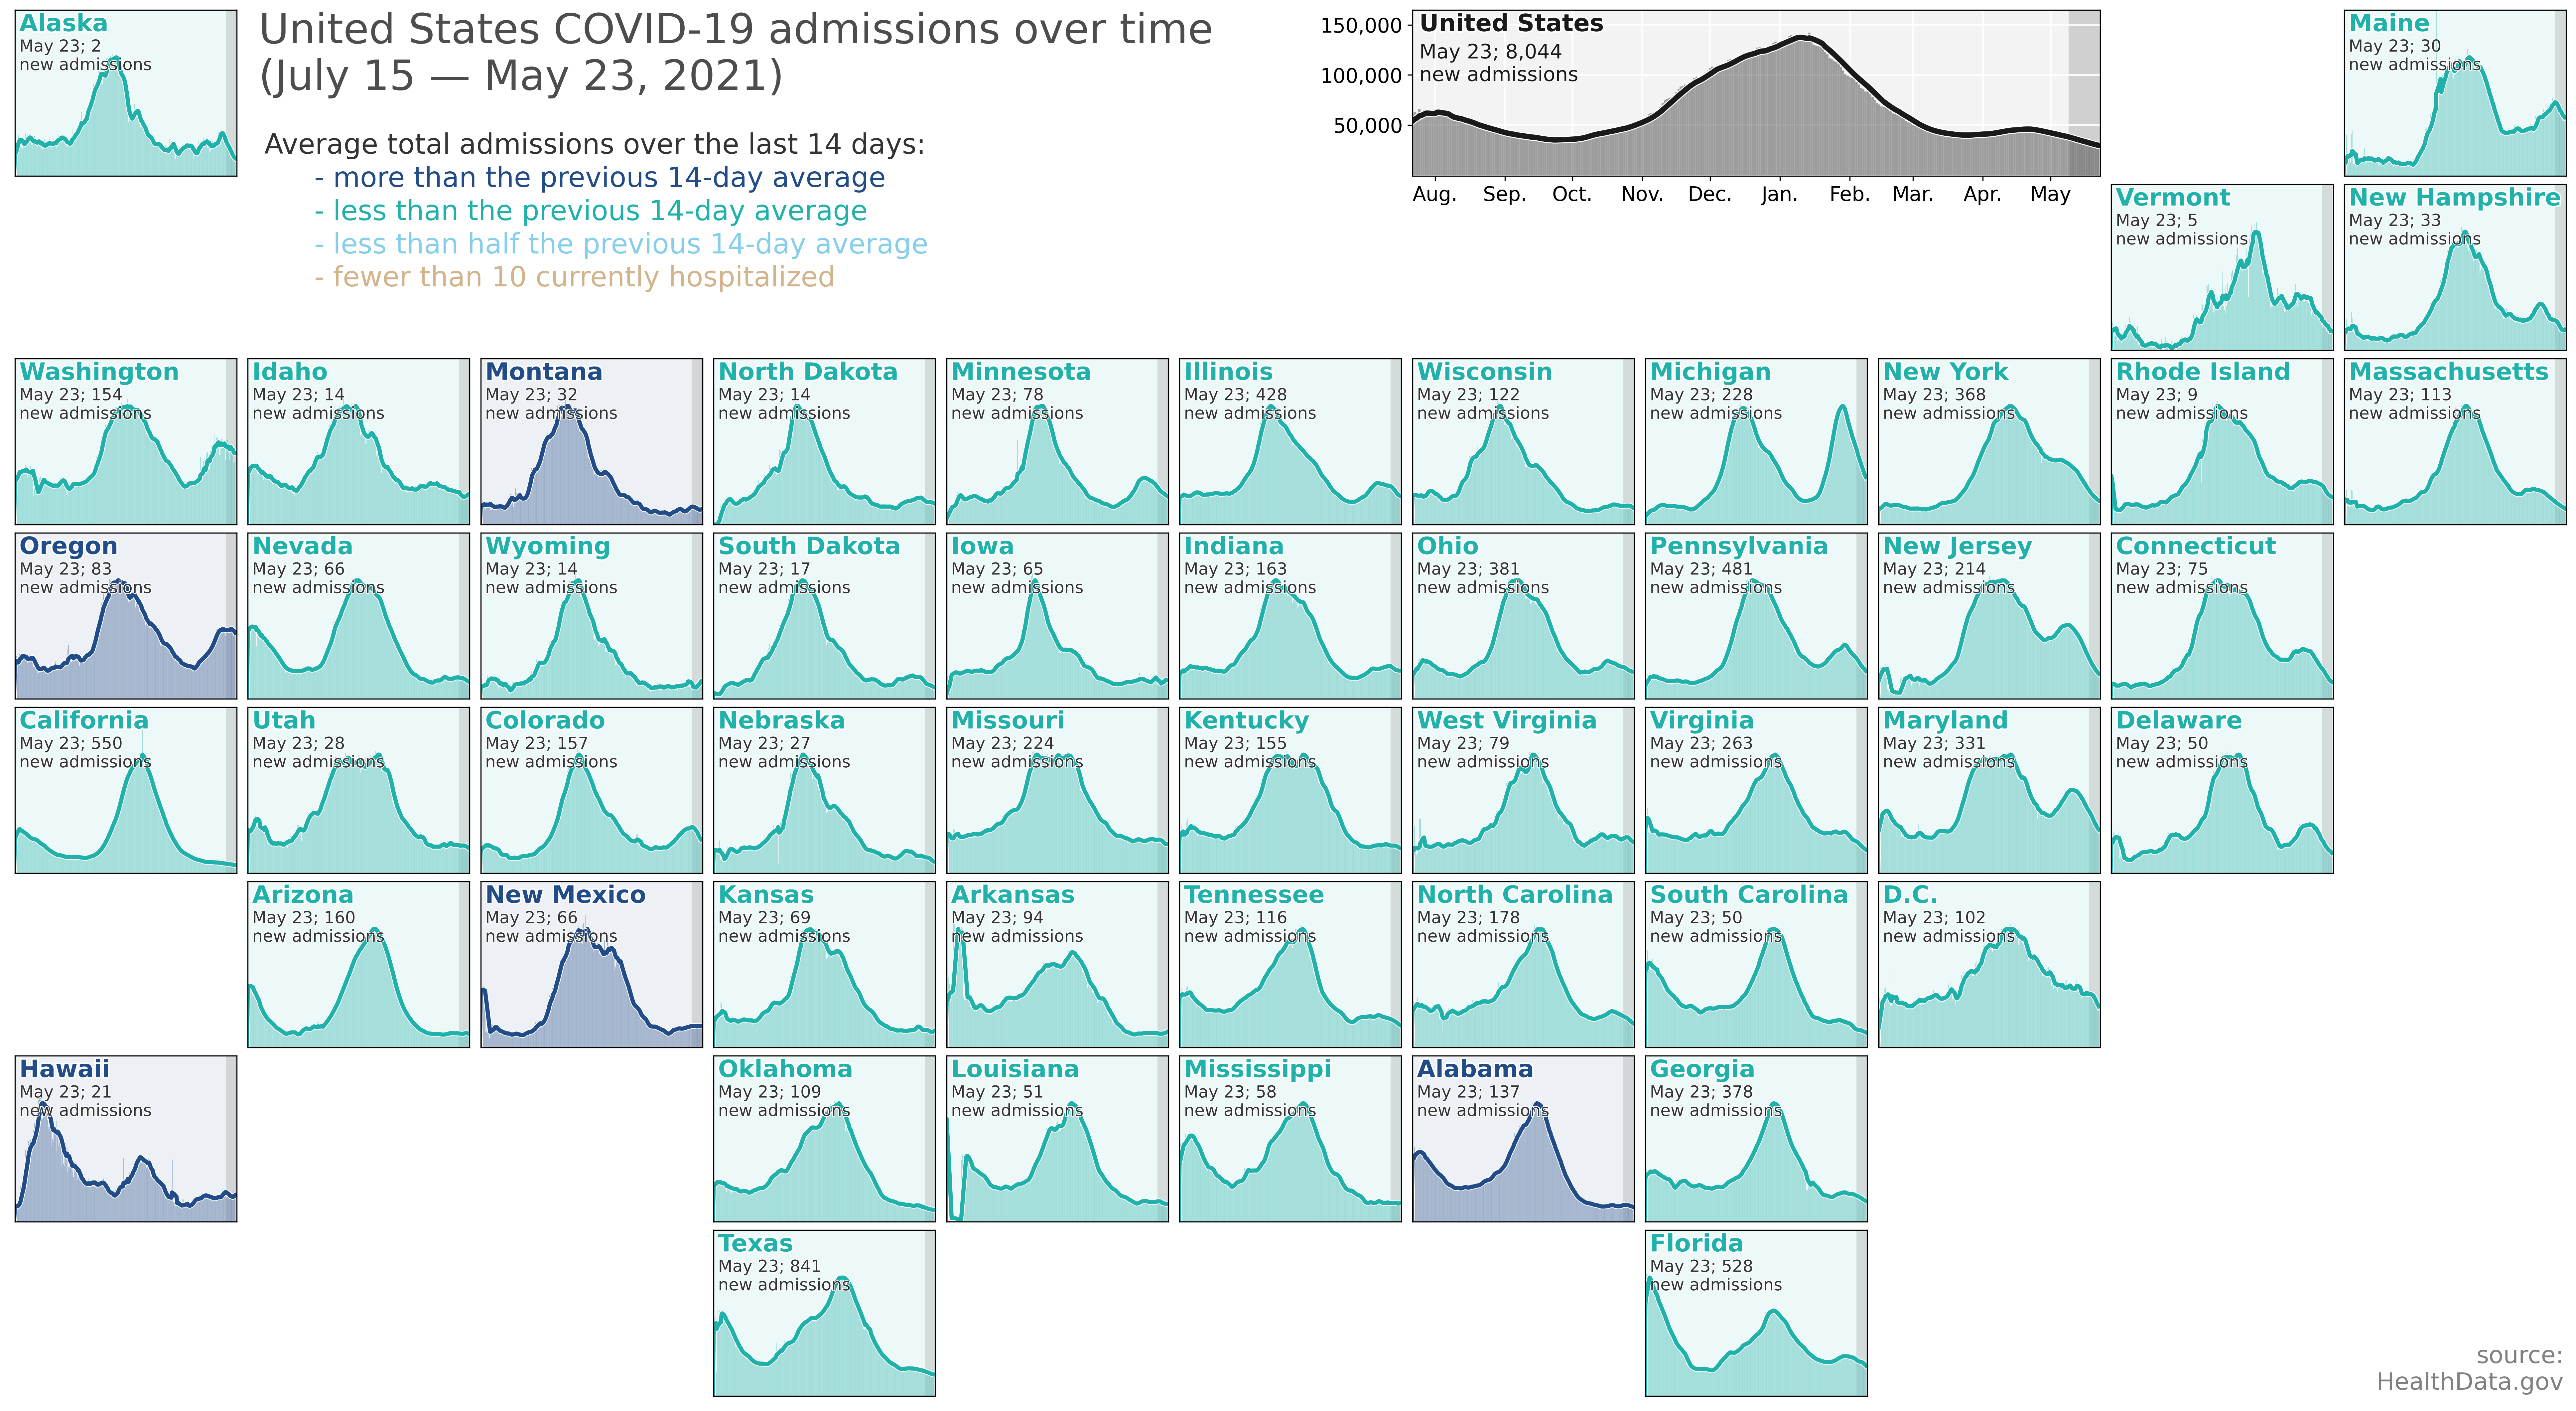 Alaska
May 23; 2
new admissions
United States COVID-19 admissions over time
(July 15 — May 23, 2021)
Average total admissions over the last 14 days:
- more than the previous 14-day average
- less than the previous 14-day average
- less than half the previous 14-day average
- fewer than 10 currently hospitalized
150,000
100,000
50,000
United States
May 23; 8,044
new admissions
Aug. Sep. Oct. Nov. Dec. Jan. Feb. Mar. Apr. May
Maine
May 23; 30
new admissions
Vermont
May 23; 5
new admissions
New Hampshire
May 23; 33
new admissions
Washington
May 23; 154
new admissions
Idaho
May 23; 14
new admissions
Montana
May 23; 32
new admissions
North Dakota
May 23; 14
new admissions
Minnesota
May 23; 78
new admissions
Illinois
May 23; 428
new admissions
Wisconsin
May 23; 122
new admissions
Michigan
May 23; 228
new admissions
New York
May 23; 368
new admissions
Rhode Island
May 23; 9
new admissions
Massachusetts
May 23; 113
new admissions
Oregon
May 23; 83
new admissions
Nevada
May 23; 66
new admissions
Wyoming
May 23; 14
new admissions
South Dakota
May 23; 17
new admissions
Iowa
May 23; 65
new admissions
Indiana
May 23; 163
new admissions
Ohio
May 23; 381
new admissions
Pennsylvania
May 23; 481
new admissions
New Jersey
May 23; 214
new admissions
Connecticut
May 23; 75
new admissions
California
May 23; 550
new admissions
Utah
May 23; 28
new admissions
Colorado
May 23; 157
new admissions
Nebraska
May 23; 27
new admissions
Missouri
May 23; 224
new admissions
Kentucky
May 23; 155
new admissions
West Virginia
May 23; 79
new admissions
Virginia
May 23; 263
new admissions
Maryland
May 23; 331
new admissions
Delaware
May 23; 50
new admissions
Arizona
May 23; 160
new admissions
New Mexico
May 23; 66
new admissions
Kansas
May 23; 69
new admissions
Arkansas
May 23; 94
new admissions
Tennessee
May 23; 116
new admissions
North Carolina
May 23; 178
new admissions
South Carolina
May 23; 50
new admissions
D.C.
May 23; 102
new admissions
Hawaii
May 23; 21
new admissions
Oklahoma
May 23; 109
new admissions
Louisiana
May 23; 51
new admissions
Mississippi
May 23; 58
new admissions
Alabama
May 23; 137
new admissions
Georgia
May 23; 378
new admissions
Texas
May 23; 841
new admissions
Florida
May 23; 528
new admissions
source:
HealthData.gov